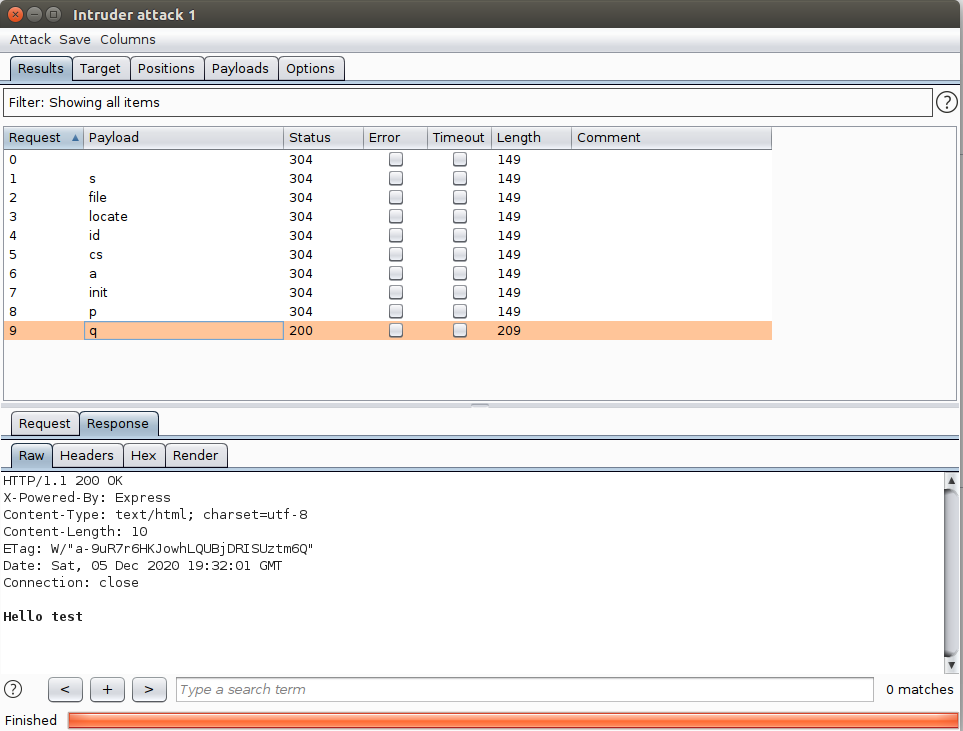 Intruder attack 1
Attack Save Columns
Results Target Positions Payloads Options
Filter: Showing all items ?
Request Payload Status Error Timeout Length Comment
0 304 149
1 s 304 149
2 file 304 149
3 locate 304 149
4 id 304 149
5 cs 304 149
6 a 304 149
7 init 304 149
8 p 304 149
9 q 200 209
Request Response
Raw Headers Hex Render
HTTP/1.1 200 OK
X-Powered-By: Express
Content-Type: text/html; charset=utf-8
Content-Length: 10
ETag: W/"a-9uR7r6HKJowhLQUBjDRISUztm6Q"
Date: Sat, 05 Dec 2020 19:32:01 GMT
Connection: close
Hello test
? < + > Type a search term 0 matches
Finished